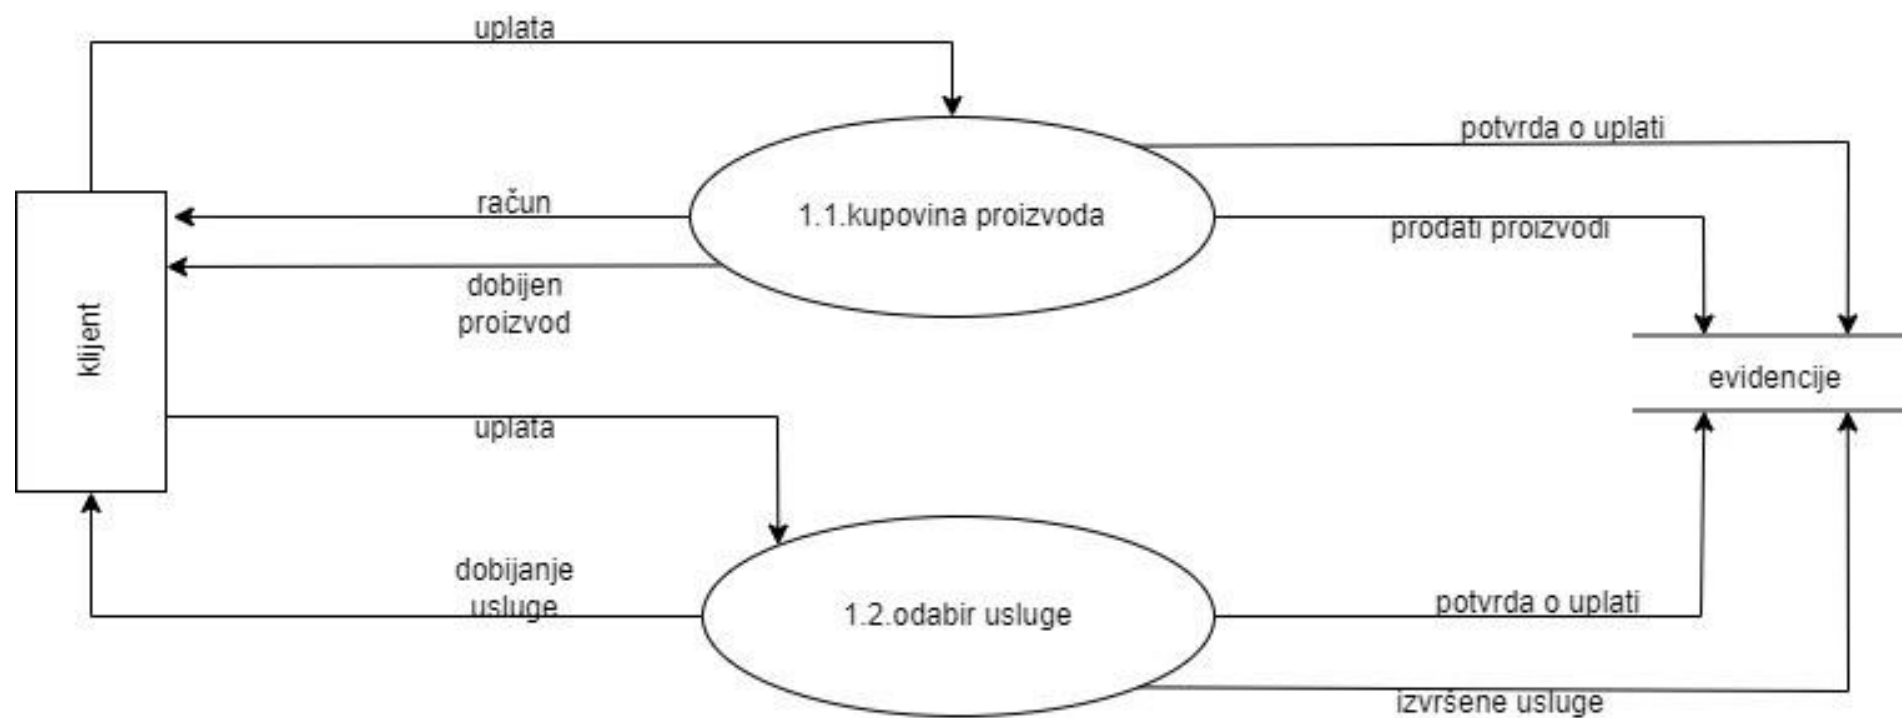 uplata
potvrda o uplati
račun
1.1.kupovina proizvoda
prodati proizvodi
dobijen
proizvod
klijent
evidencije
uplata
dobijanje
usluge
1.2.odabir usluge
potvrda o uplati
izvršene usluge